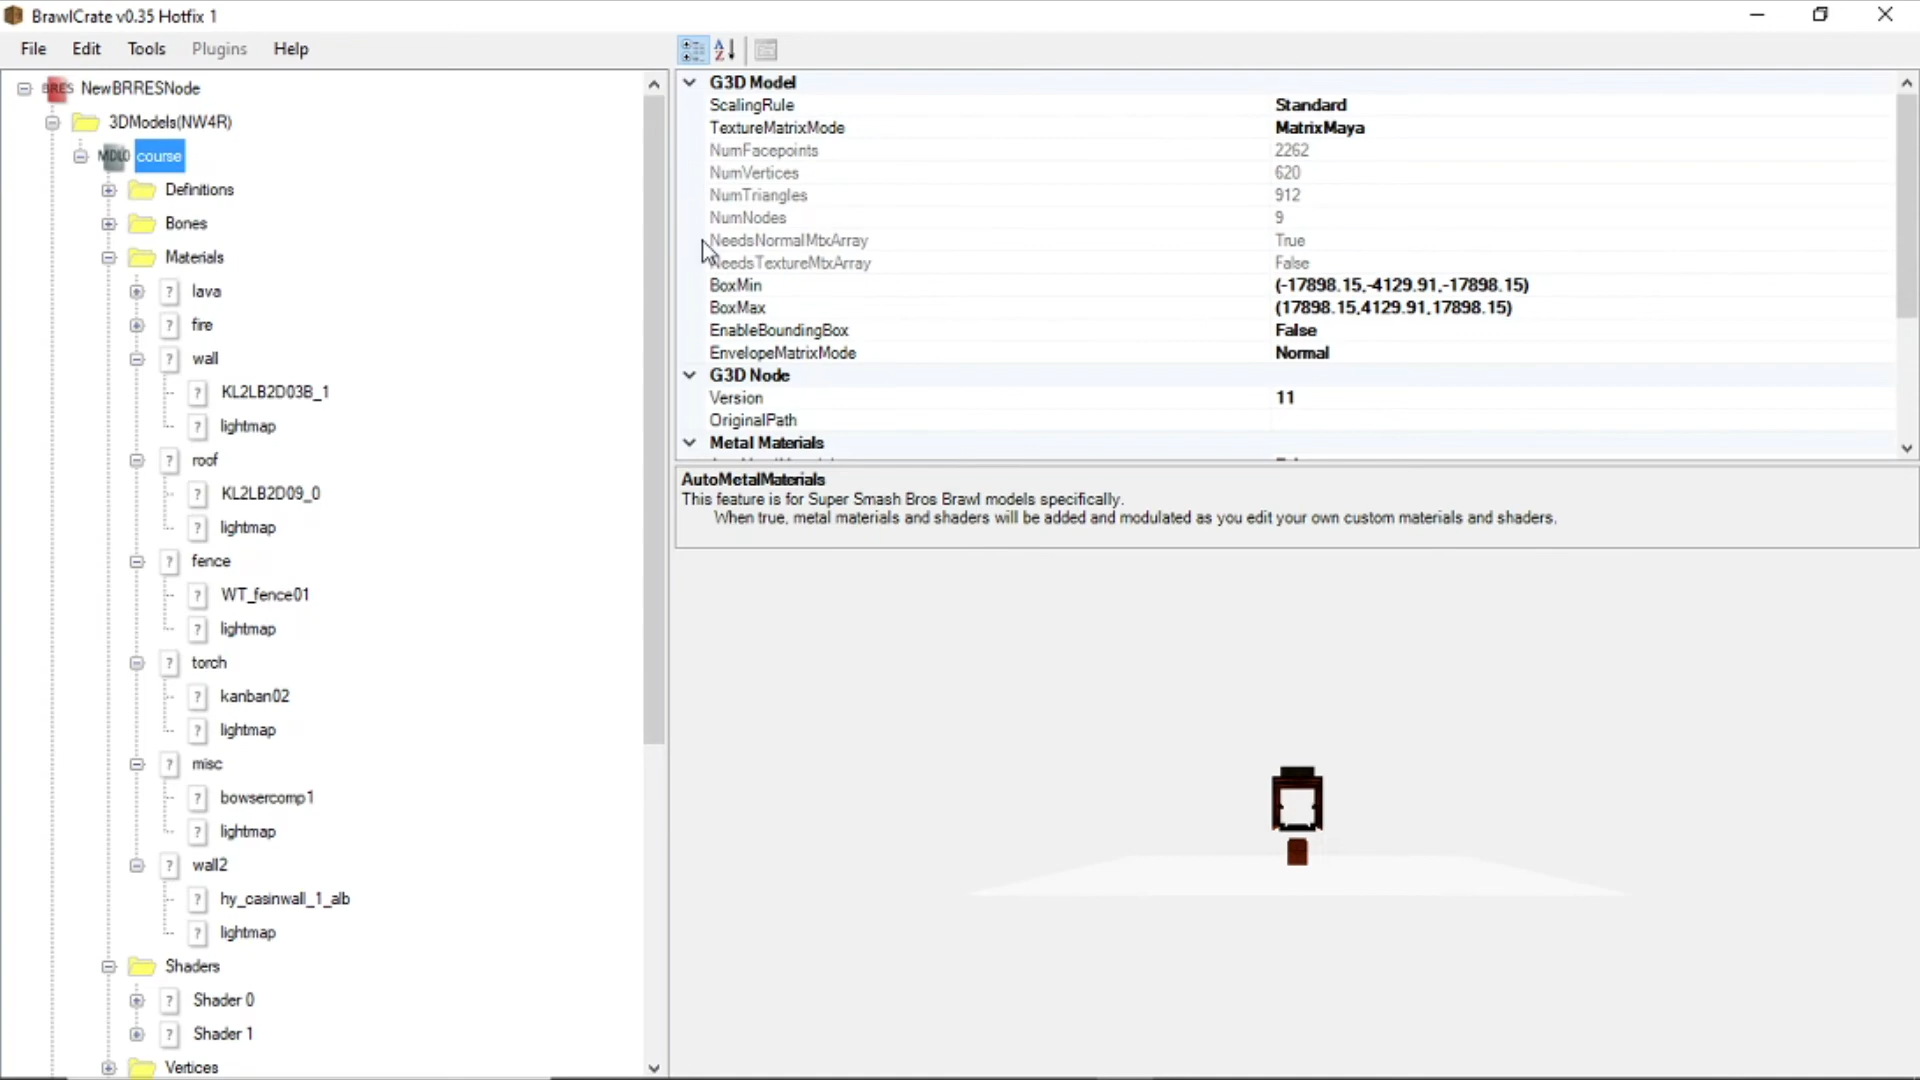 BrawlCrate v0.35 Hotfix 1
File Edit Tools Plugins Help
BRES NewBRRESNode
3DModels(NW4R)
MDL0 course
Definitions
Bones
Materials
? lava
? fire
? wall
? KL2LB2D03B_1
? lightmap
? roof
? KL2LB2D09_0
? lightmap
? fence
? WT_fence01
? lightmap
? torch
? kanban02
? lightmap
? misc
? bowsercomp1
? lightmap
? wall2
? hy_casinwall_1_alb
? lightmap
Shaders
? Shader 0
? Shader 1
Vertices
G3D Model
ScalingRule Standard
TextureMatrixMode MatrixMaya
NumFacepoints 2262
NumVertices 620
NumTriangles 912
NumNodes 9
NeedsNormalMtxArray True
NeedsTextureMtxArray False
BoxMin (-17898.15,-4129.91,-17898.15)
BoxMax (17898.15,4129.91,17898.15)
EnableBoundingBox False
EnvelopeMatrixMode Normal
G3D Node
Version 11
OriginalPath
Metal Materials
AutoMetalMaterials
This feature is for Super Smash Bros Brawl models specifically.
When true, metal materials and shaders will be added and modulated as you edit your own custom materials and shaders.